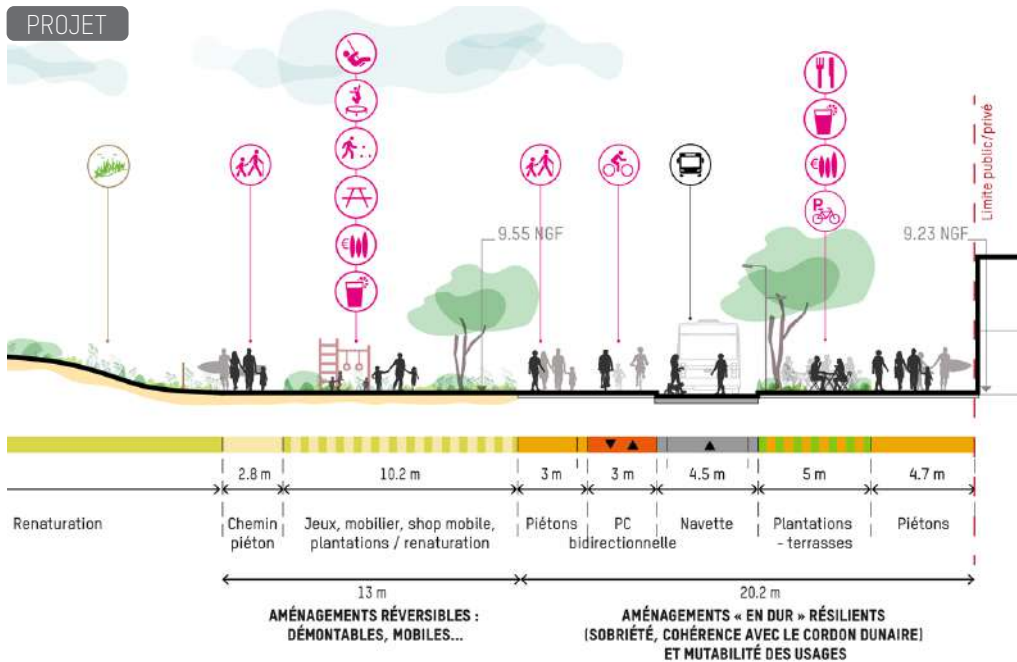 PROJET
Limite public/privé
€
€
P
9.55 NGF
9.23 NGF
2.8 m
10.2 m
3 m
3 m
4.5 m
5 m
4.7 m
Renaturation
Chemin
piéton
Jeux, mobilier, shop mobile,
plantations / renaturation
Piétons
PC
bidirectionnelle
Navette
Plantations
- terrasses
Piétons
13 m
20.2 m
AMÉNAGEMENTS RÉVERSIBLES :
DÉMONTABLES, MOBILES...
AMÉNAGEMENTS « EN DUR » RÉSILIENTS
(SOBRIÉTÉ, COHÉRENCE AVEC LE CORDON DUNAIRE)
ET MUTABILITÉ DES USAGES